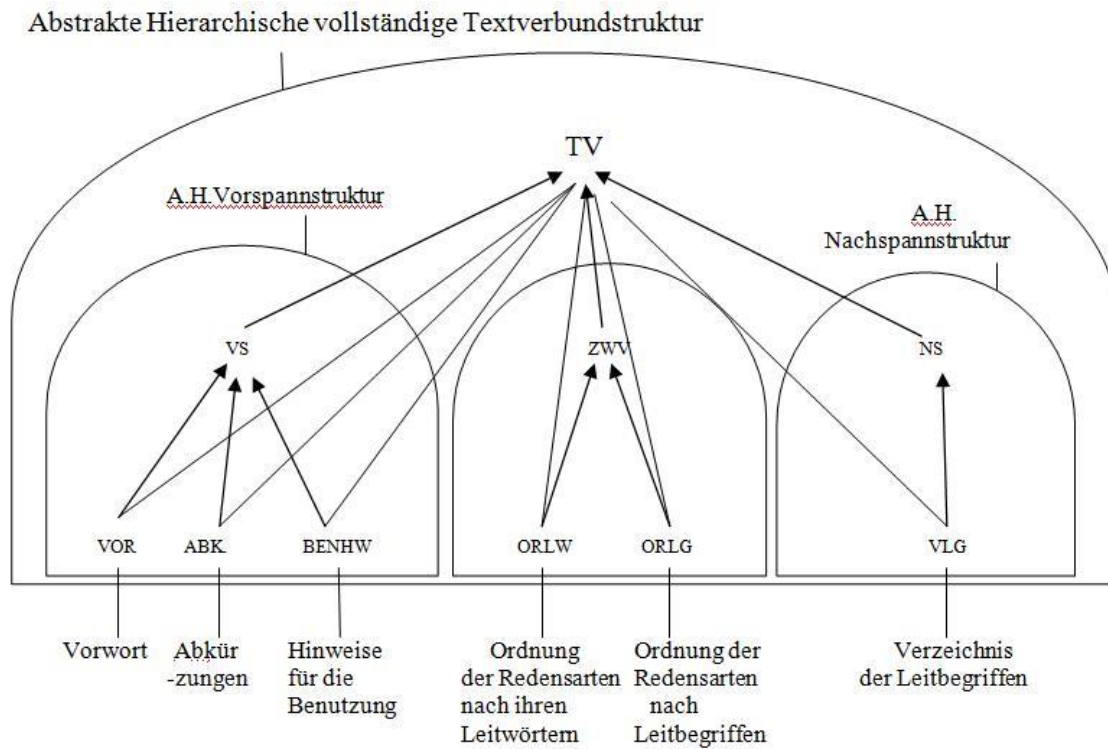 Abstrakte Hierarchische vollständige Textverbundstruktur
TV
A.H.Vorspannstruktur
A.H.
Nachspannstruktur
VS
ZWV
NS
VOR
ABK.
BENHW
ORLW
ORLG
VLG
Vorwort
Abkür
-zungen
Hinweise
für die
Benutzung
Ordnung
der Redensarten
nach ihren
Leitwörtern
Ordnung der
Redensarten
nach
Leitbegriffen
Verzeichnis
der Leitbegriffen